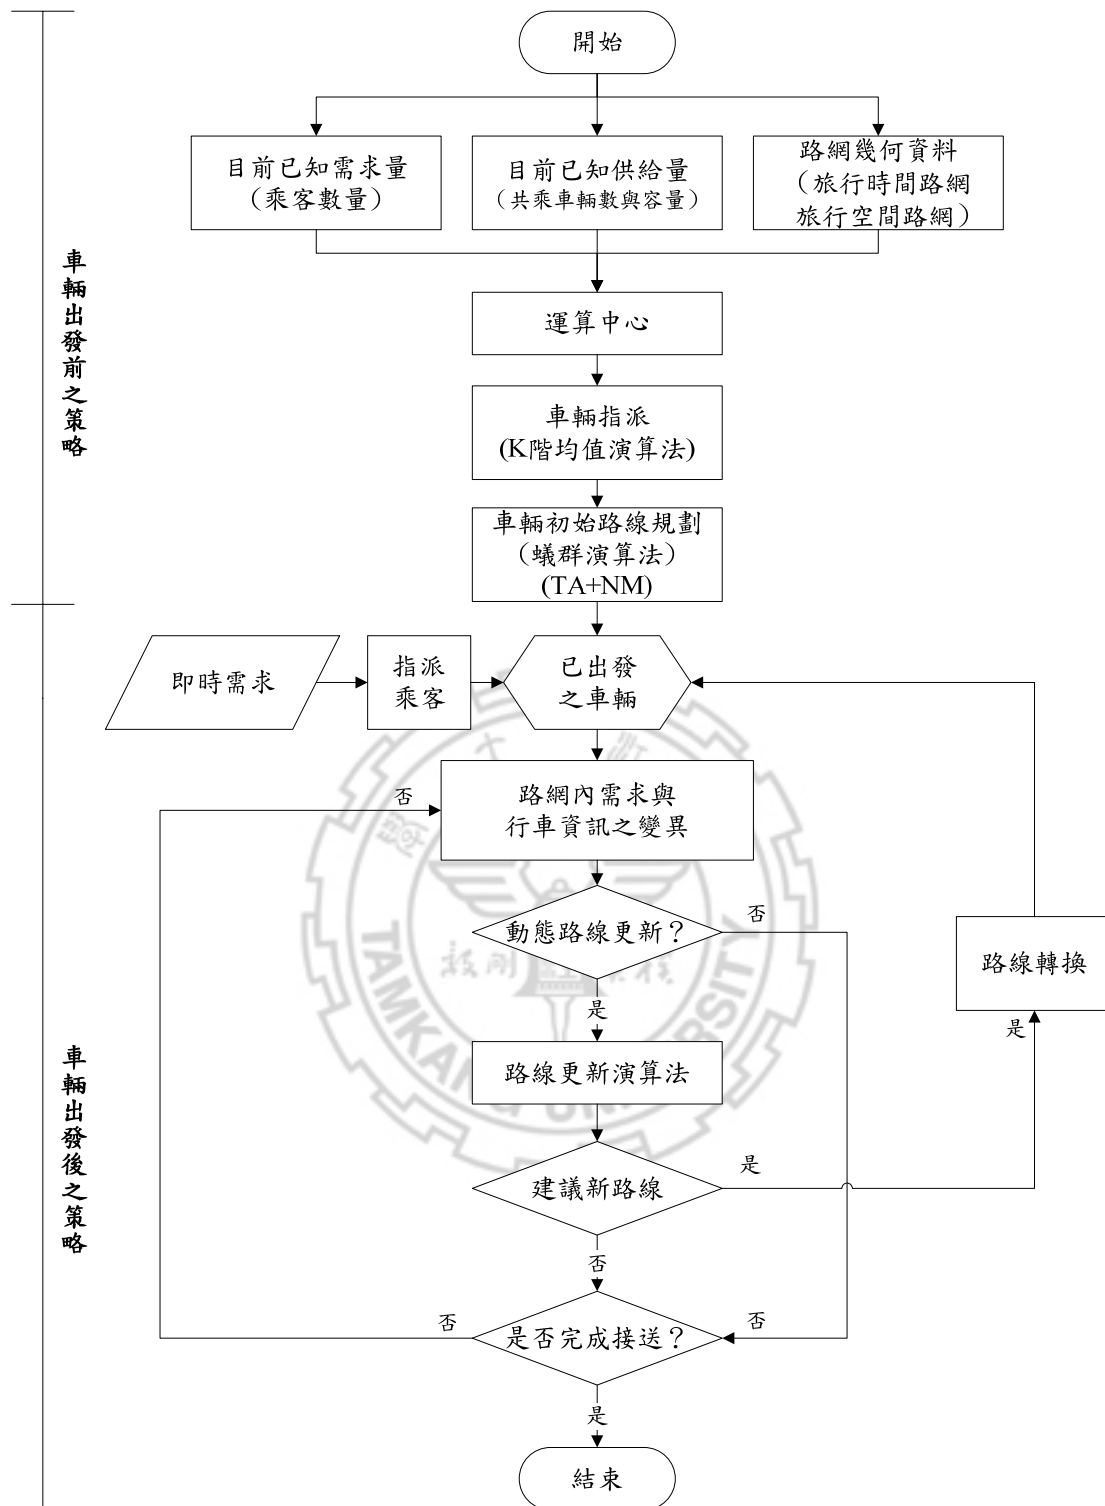 開始
目前已知需求量
(乘客數量)
目前已知供給量
(共乘車輛數與容量)
路網幾何資料
(旅行時間路網
旅行空間路網)
運算中心
車輛指派
(K階均值演算法)
車輛初始路線規劃
(蟻群演算法)
(TA+NM)
車輛出發前之策略
即時需求
指派
乘客
已出發
之車輛
否
路網內需求與
行車資訊之變異
動態路線更新？
否
是
路線轉換
是
路線更新演算法
建議新路線
是
否
否
是否完成接送？
否
是
結束
車輛出發後之策略
TAMKANG UNIVERSITY